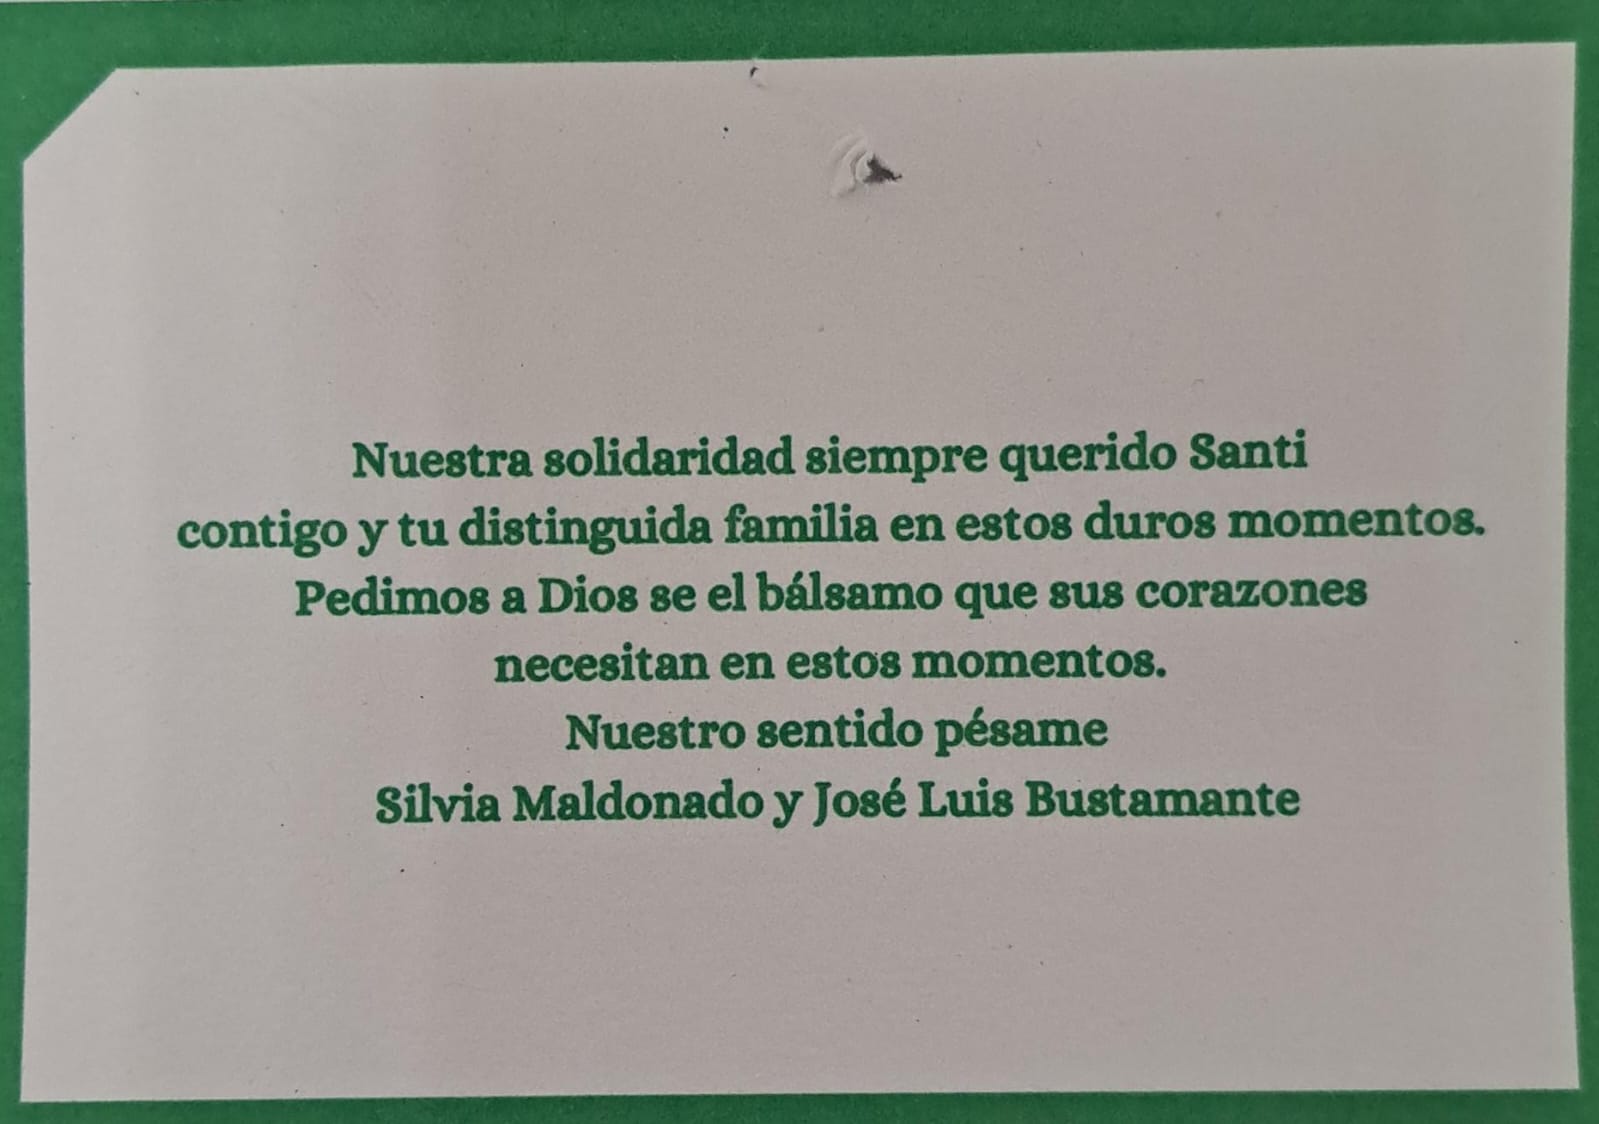 Nuestra solidaridad siempre querido Santi
contigo y tu distinguida familia en estos duros momentos.
Pedimos a Dios se el bálsamo que sus corazones
necesitan en estos momentos.
Nuestro sentido pésame
Silvia Maldonado y José Luis Bustamante